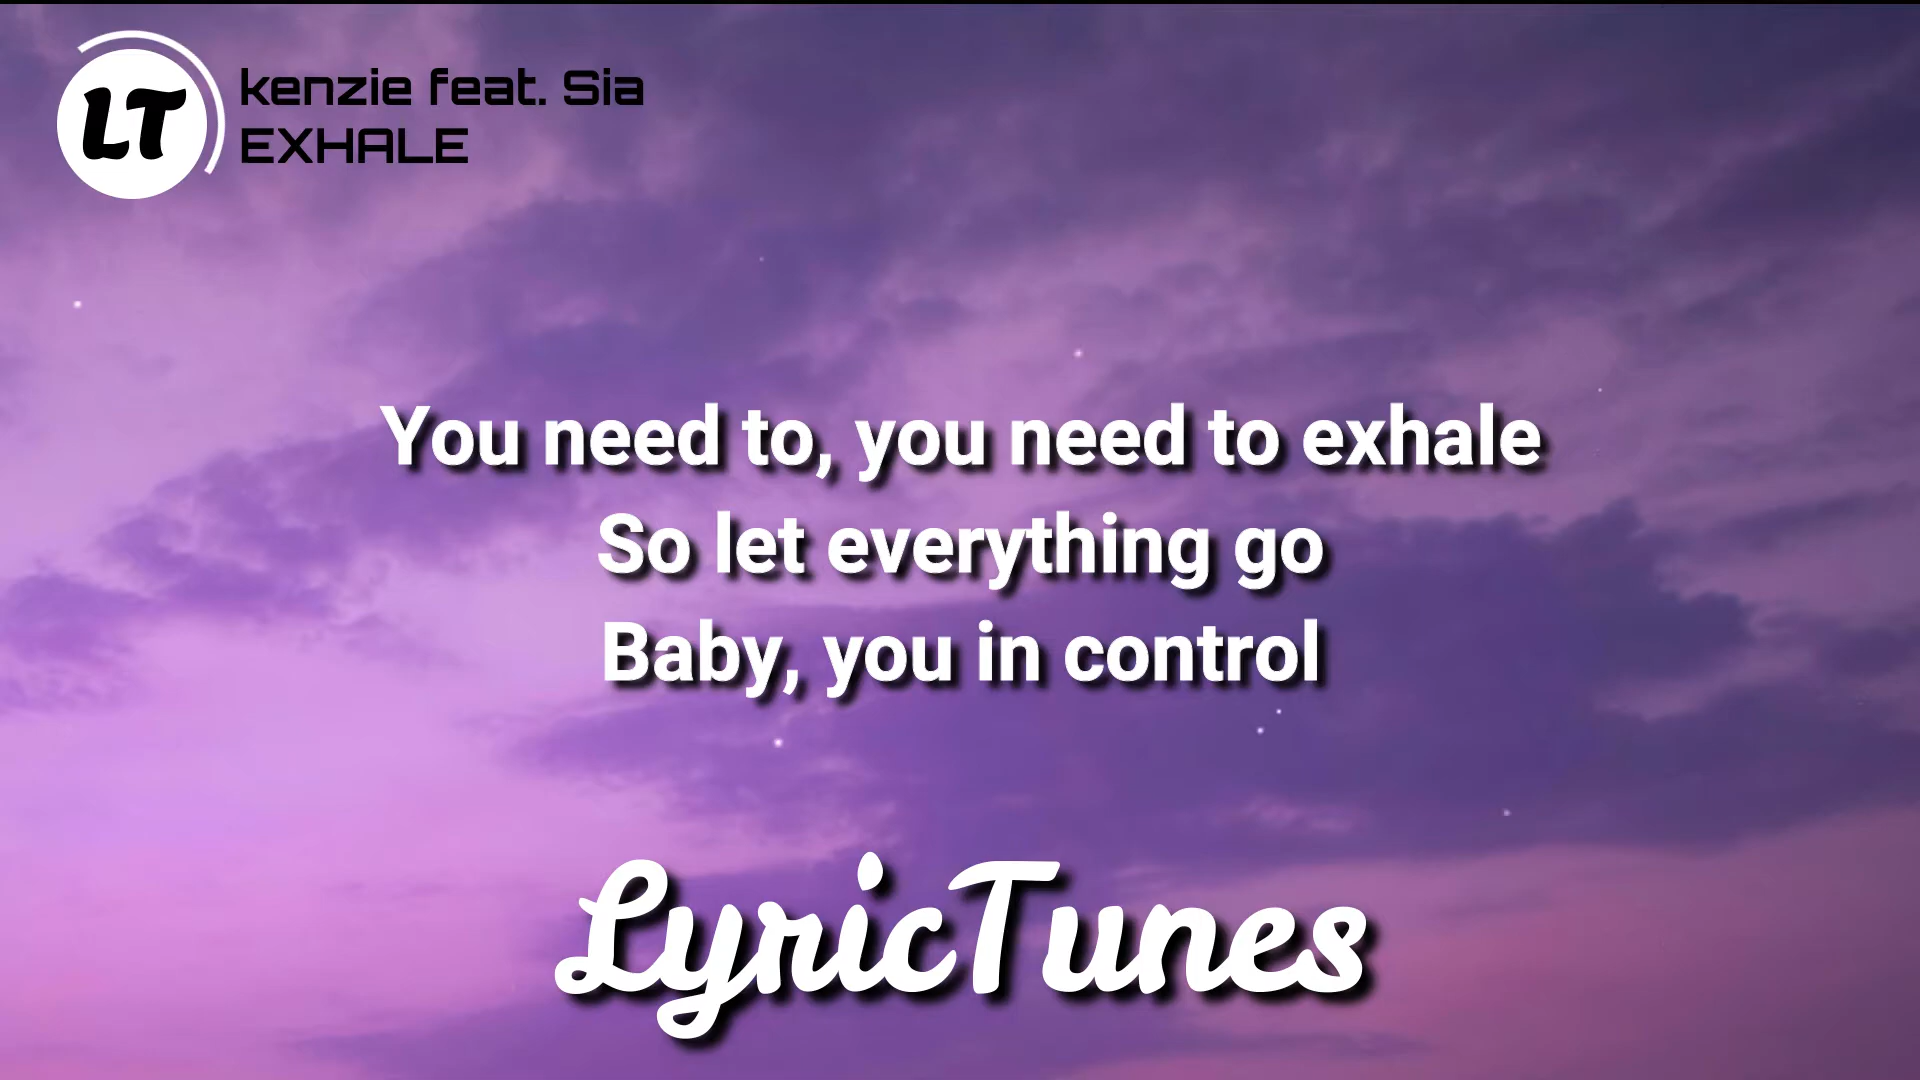 LT
kenzie feat. Sia
EXHALE
You need to, you need to exhale
So let everything go
Baby, you in control
LyricTunes